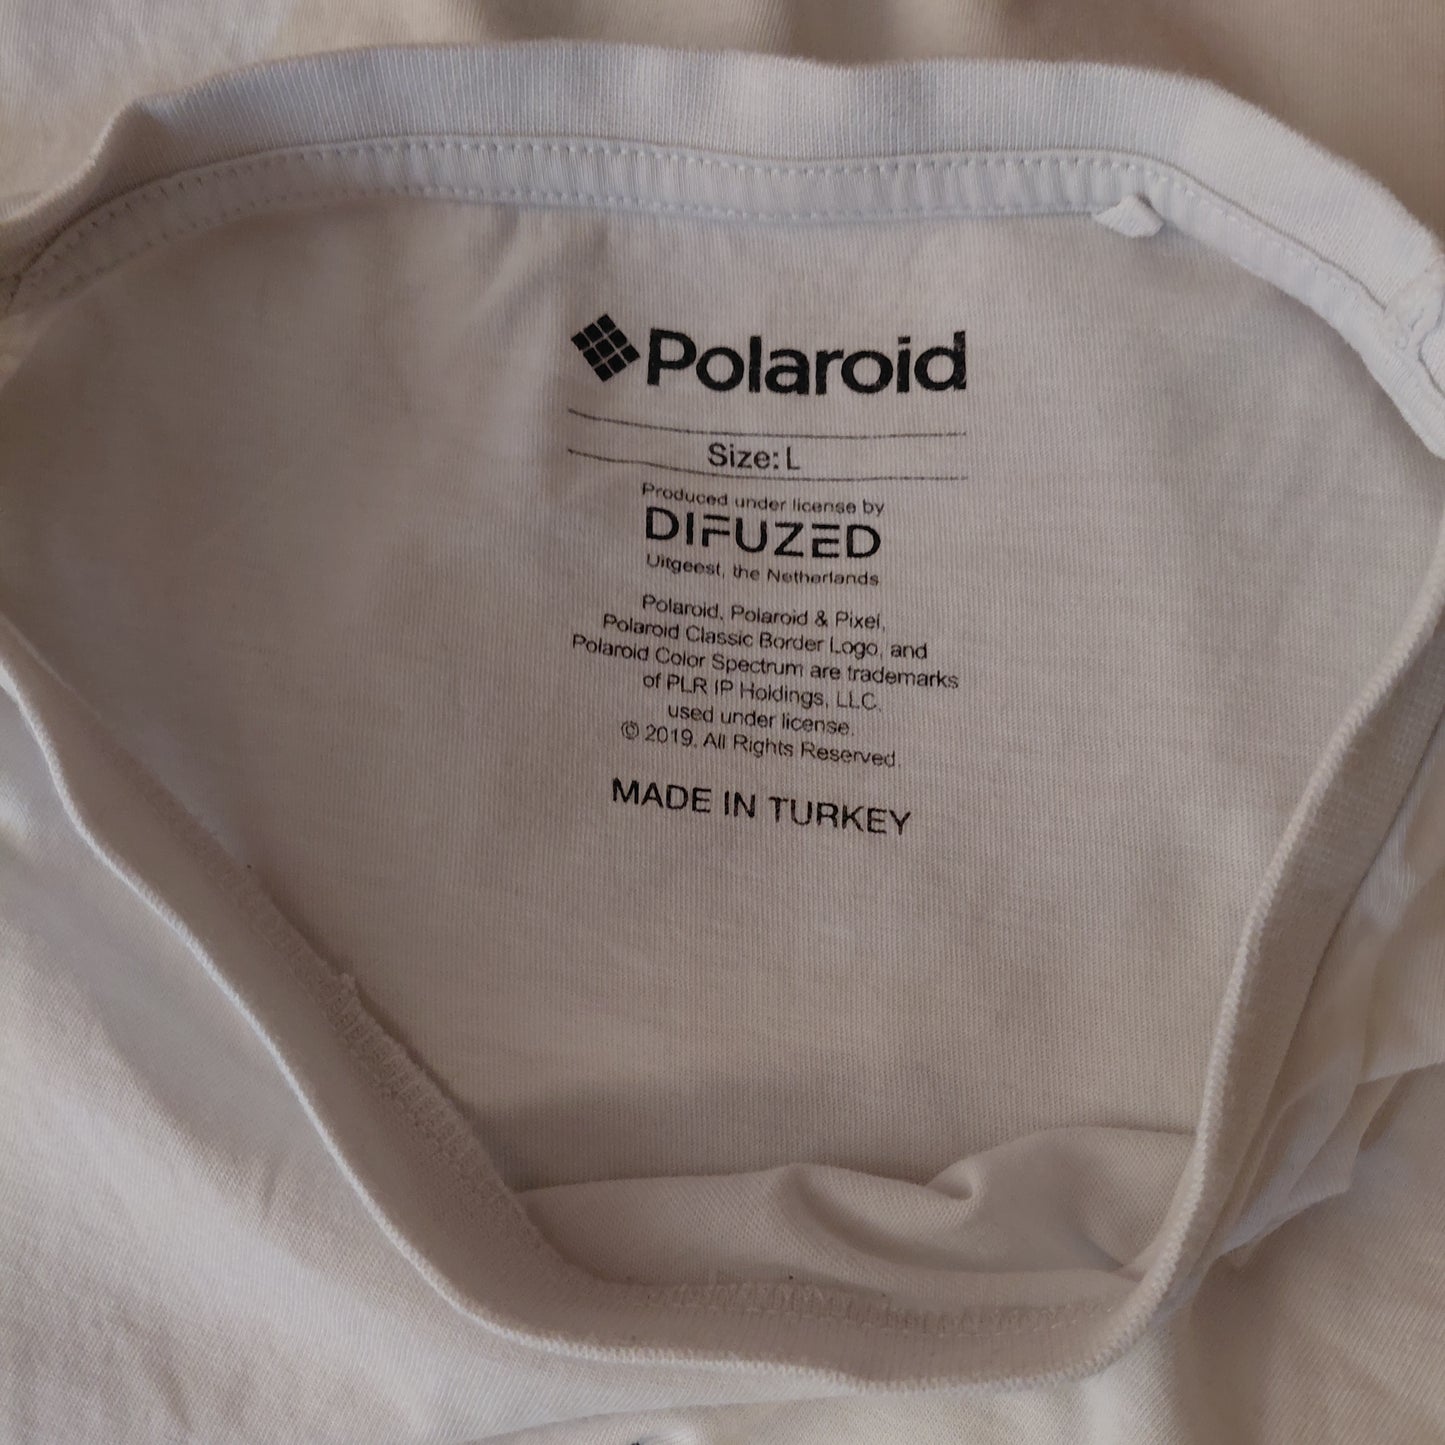 Polaroid
Size: L
Produced under license by
DIFUZED
Uitgeest, the Netherlands
Polaroid, Polaroid & Pixel,
Polaroid Classic Border Logo, and
Polaroid Color Spectrum are trademarks
of PLR IP Holdings, LLC.
used under license.
© 2019. All Rights Reserved.
MADE IN TURKEY